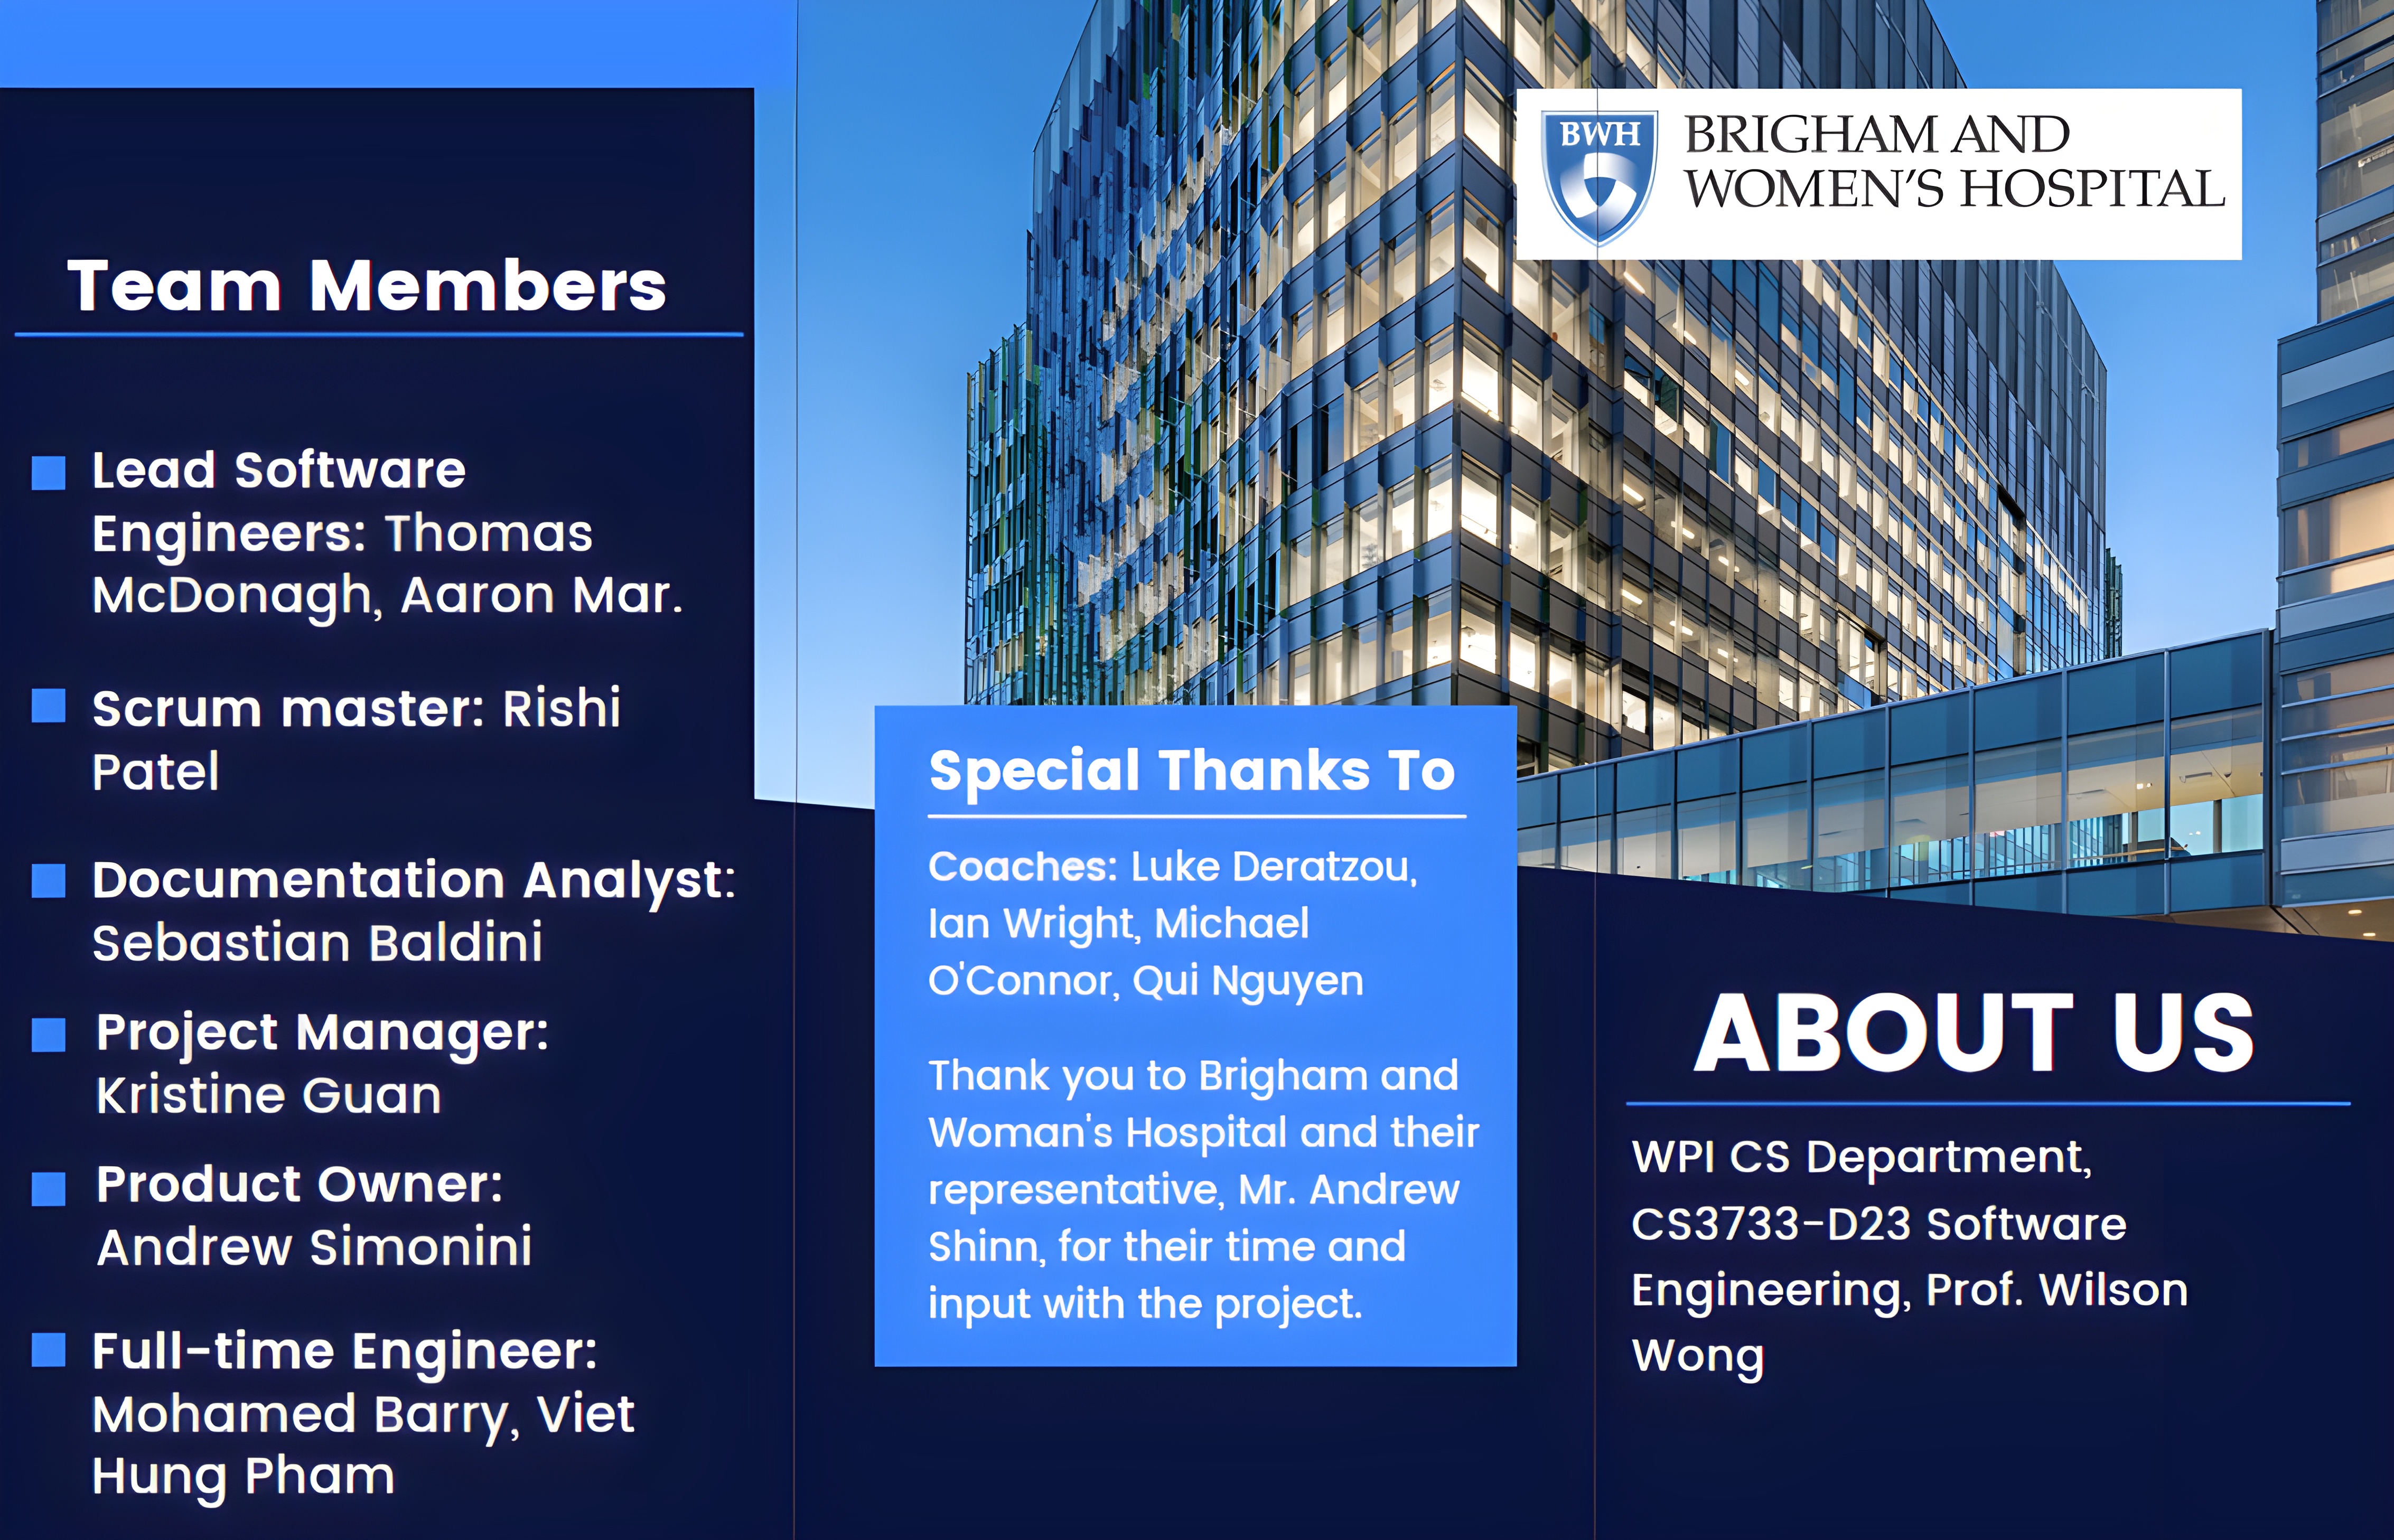 Team Members
Lead Software
Engineers: Thomas
McDonagh, Aaron Mar.
Scrum master: Rishi
Patel
Documentation Analyst:
Sebastian Baldini
Project Manager:
Kristine Guan
Product Owner:
Andrew Simonini
Full-time Engineer:
Mohamed Barry, Viet
Hung Pham
Special Thanks To
Coaches: Luke Deratzou,
Ian Wright, Michael
O'Connor, Qui Nguyen
Thank you to Brigham and
Woman's Hospital and their
representative, Mr. Andrew
Shinn, for their time and
input with the project.
BWH
BRIGHAM AND
WOMEN'S HOSPITAL
ABOUT US
WPI CS Department,
CS3733-D23 Software
Engineering, Prof. Wilson
Wong